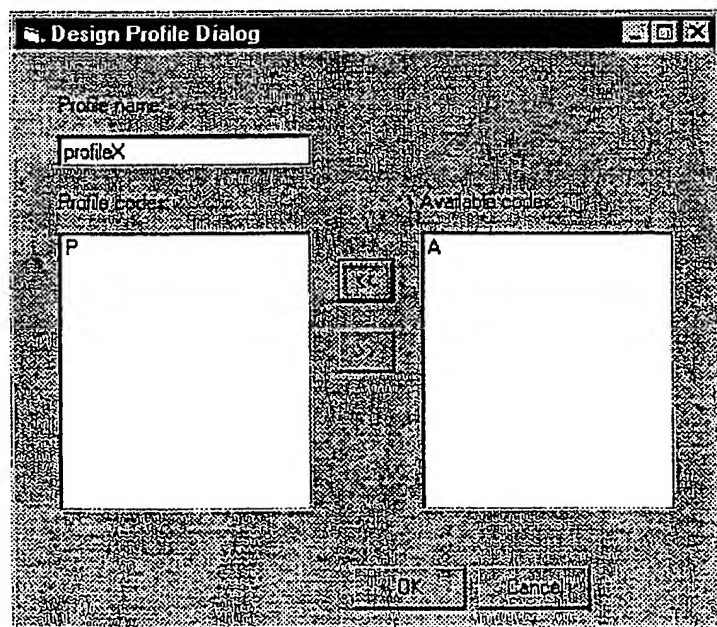 Design Profile Dialog
Profile name:
profileX
Profile codes:
Available codes:
P
A
<<
>>
OK
Cancel